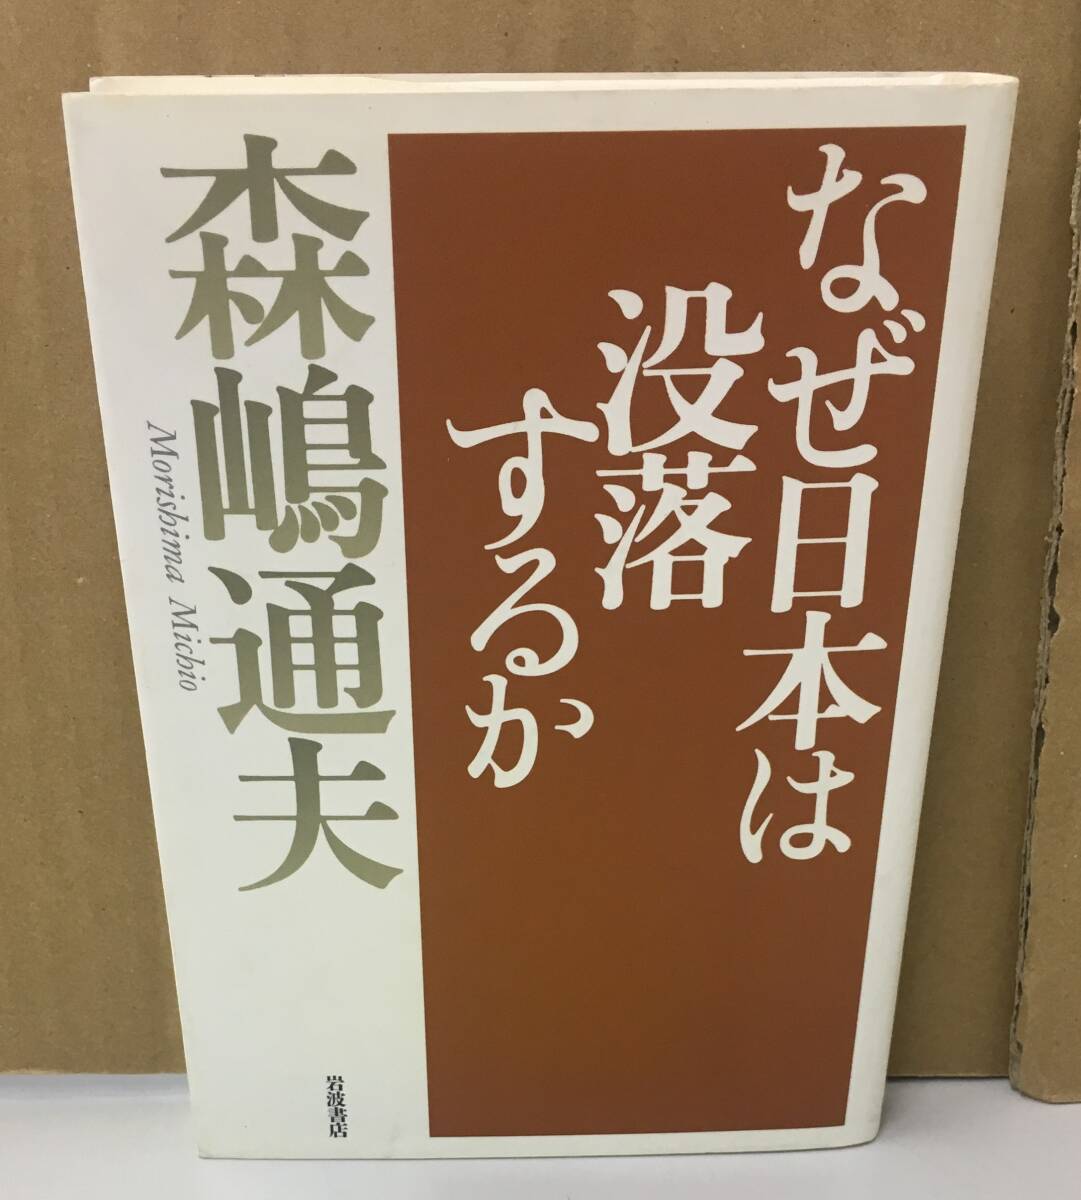 なぜ日本は
没落
するか
森嶋通夫
Morishima Michio
岩波書店